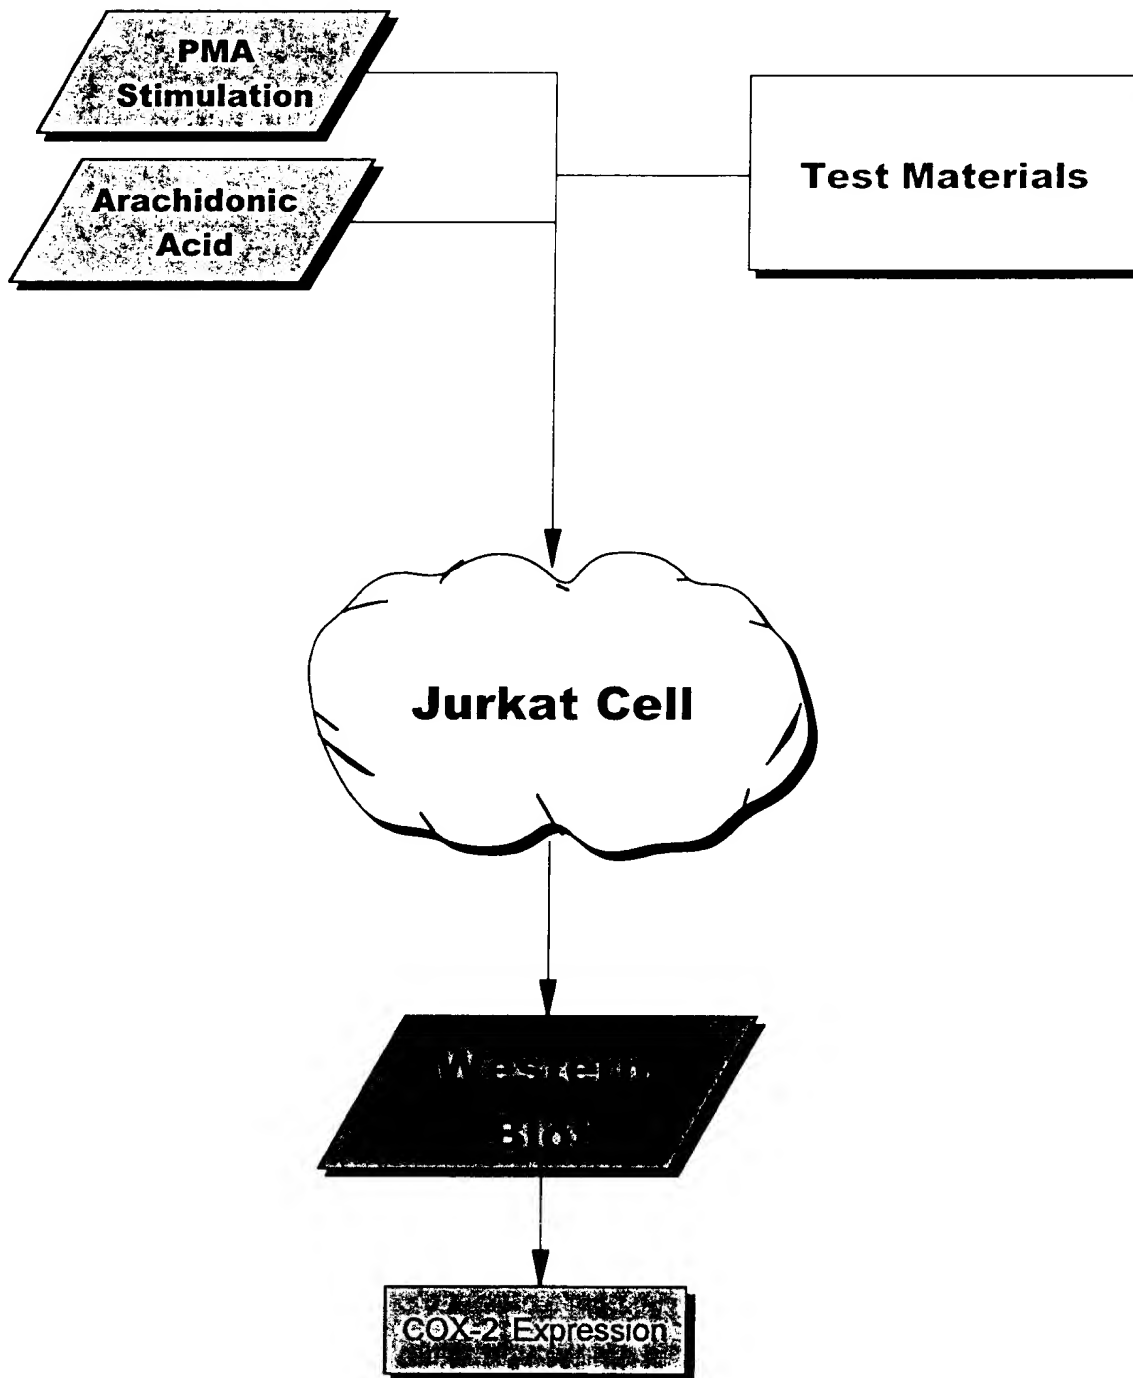 PMA
Stimulation
Arachidonic
Acid
Test Materials
Jurkat Cell
Western
Blot
COX-2 Expression